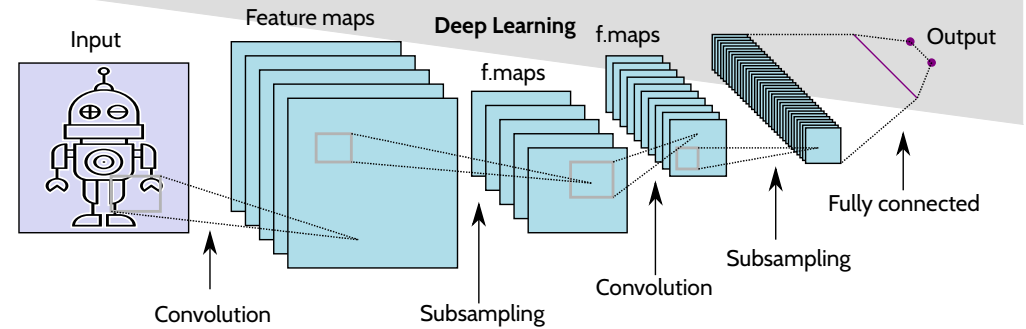 Input
Feature maps
Deep Learning
f.maps
f.maps
Output
Convolution
Subsampling
Convolution
Subsampling
Fully connected